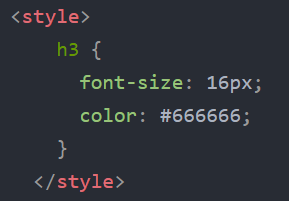 <style>
h3 {
font-size: 16px;
color: #666666;
}
</style>